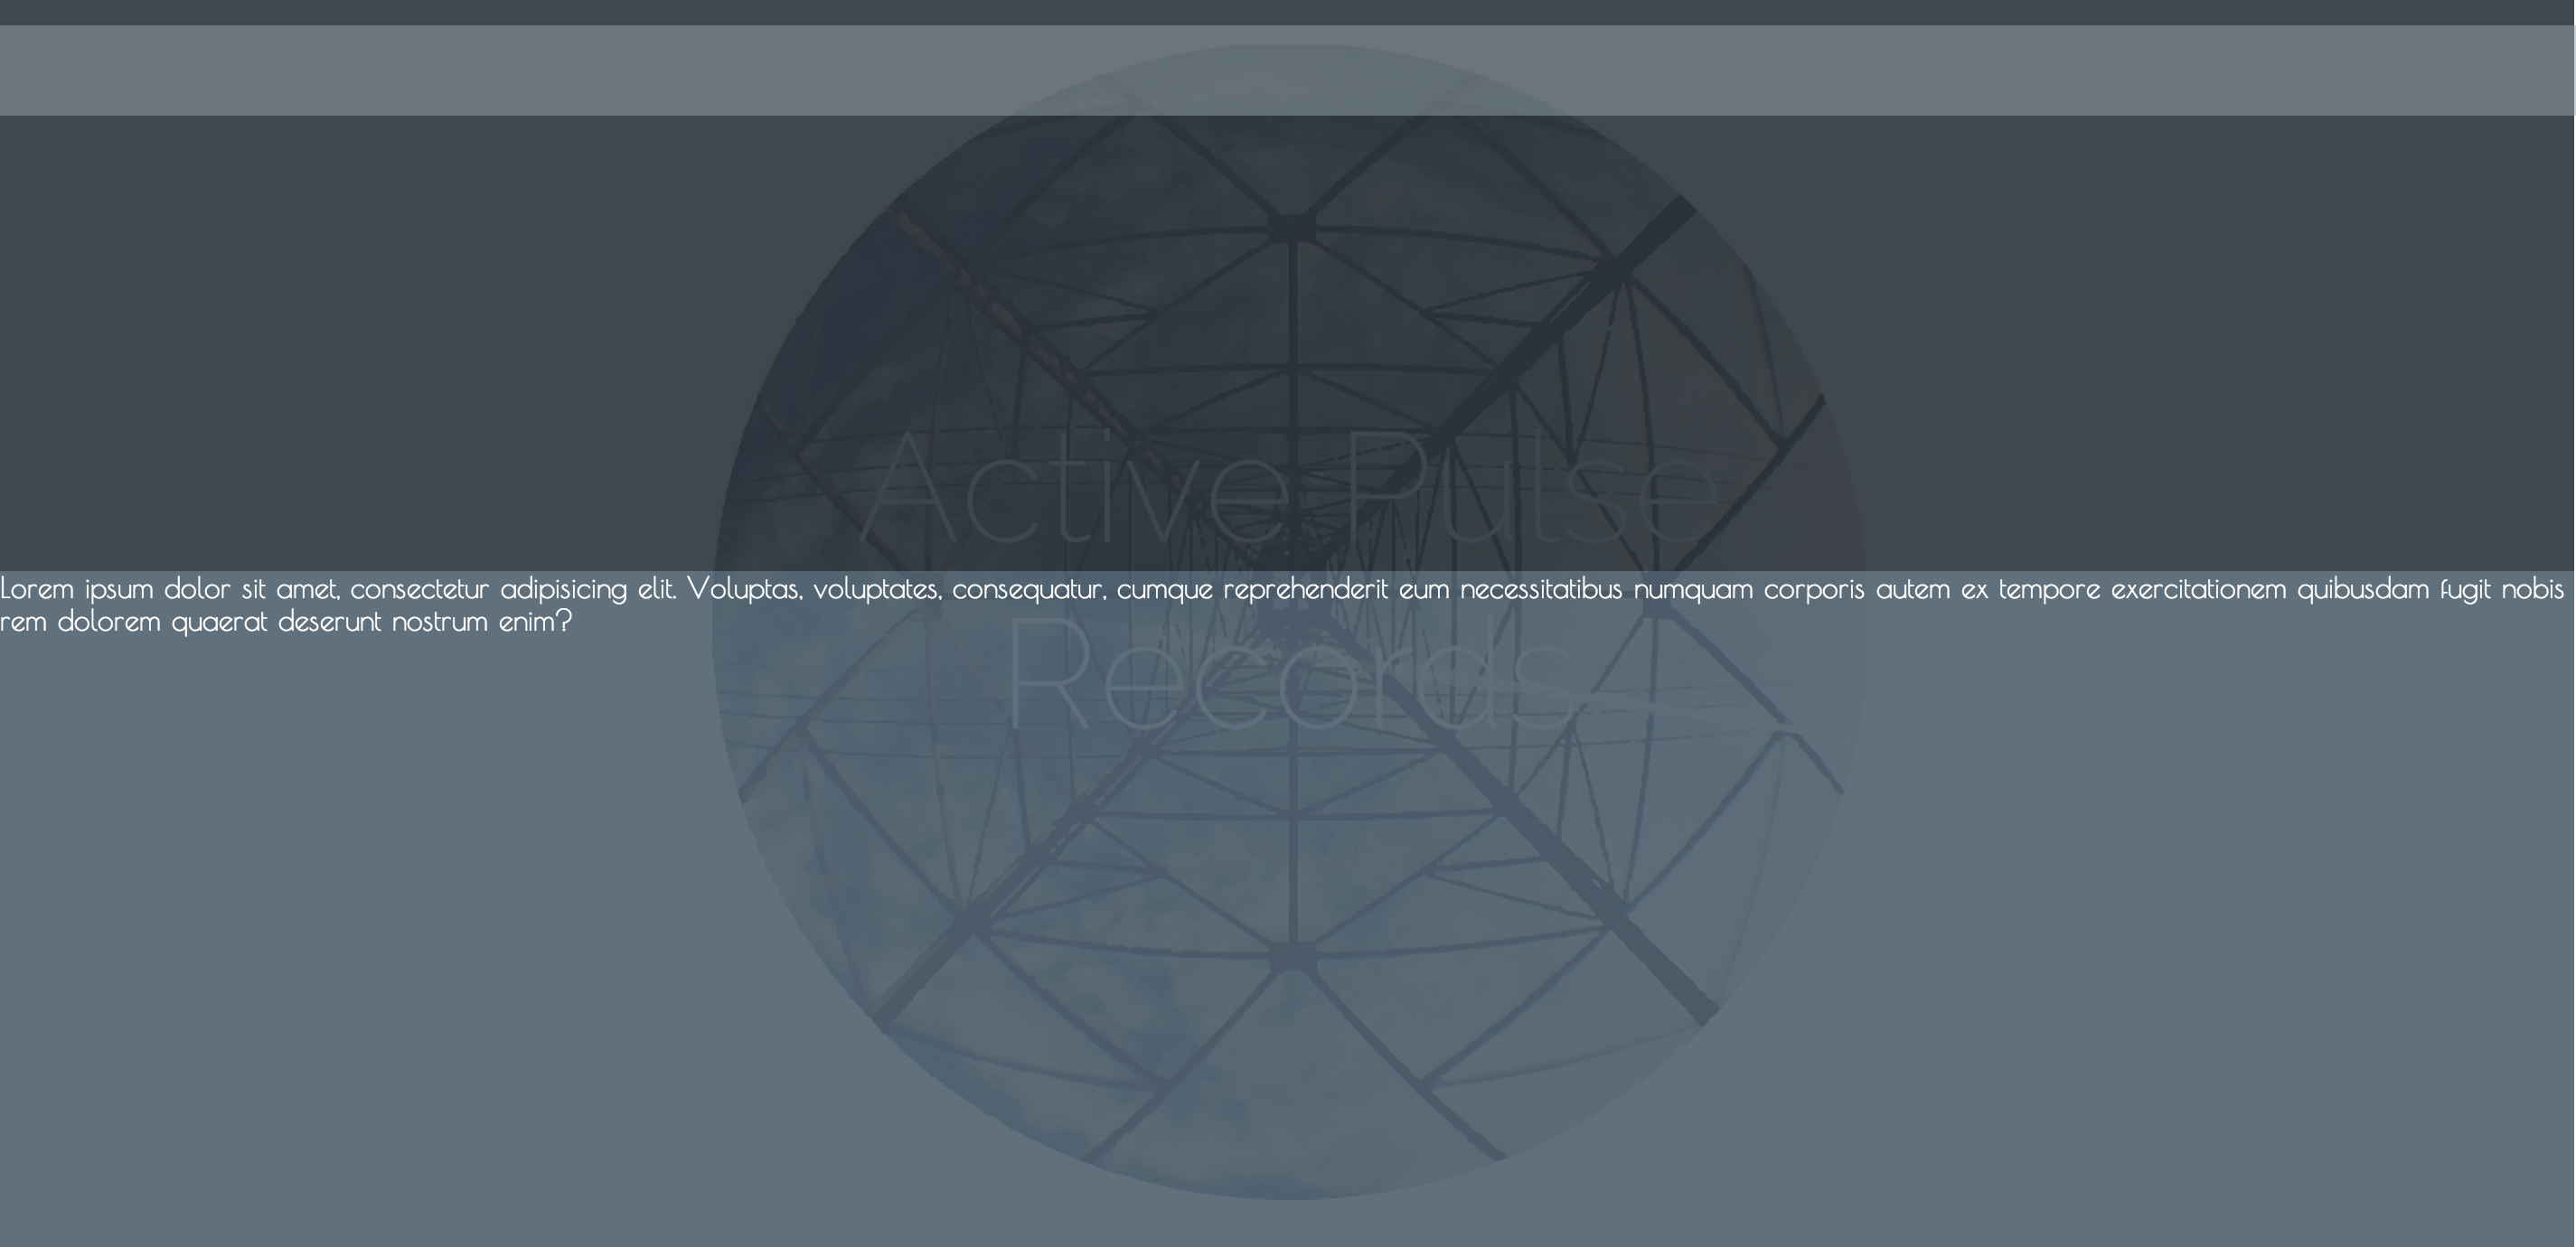 Active Pulse
Lorem ipsum dolor sit amet, consectetur adipisicing elit. Voluptas, voluptates, consequatur, cumque reprehenderit eum necessitatibus numquam corporis autem ex tempore exercitationem quibusdam fugit nobis
rem dolorem quaerat deserunt nostrum enim?
Records